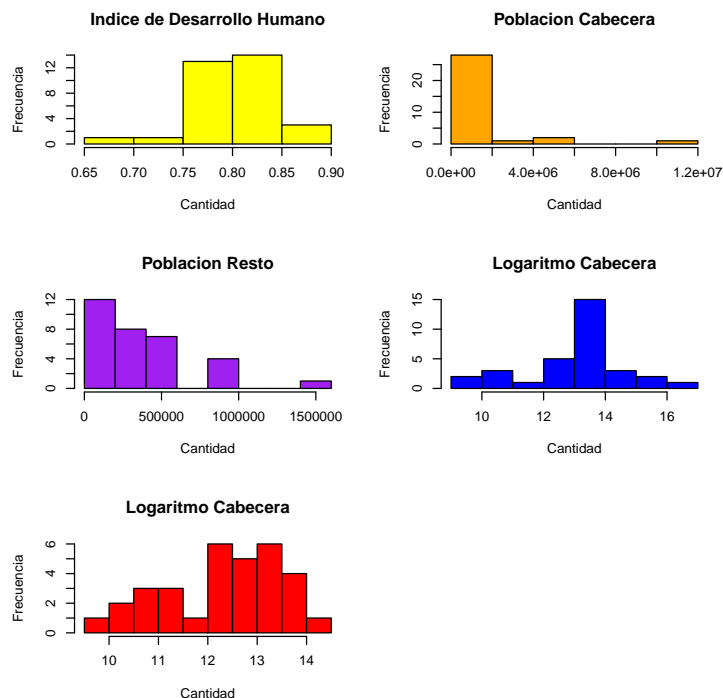 Indice de Desarrollo Humano
Frecuencia
0 4 8 12
0.65 0.70 0.75 0.80 0.85 0.90
Cantidad
Poblacion Cabecera
Frecuencia
0 10 20
0.0e+00 4.0e+06 8.0e+06 1.2e+07
Cantidad
Poblacion Resto
Frecuencia
0 4 8 12
0 500000 1000000 1500000
Cantidad
Logaritmo Cabecera
Frecuencia
0 5 10 15
10 12 14 16
Cantidad
Logaritmo Cabecera
Frecuencia
0 2 4 6
10 11 12 13 14
Cantidad